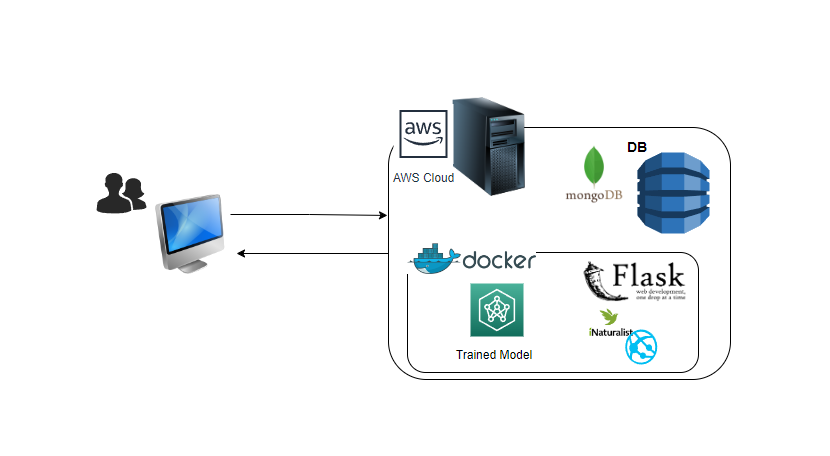 aws
AWS Cloud
DB
mongoDB
docker
Flask
web development,
one drop at a time
iNaturalist
Trained Model